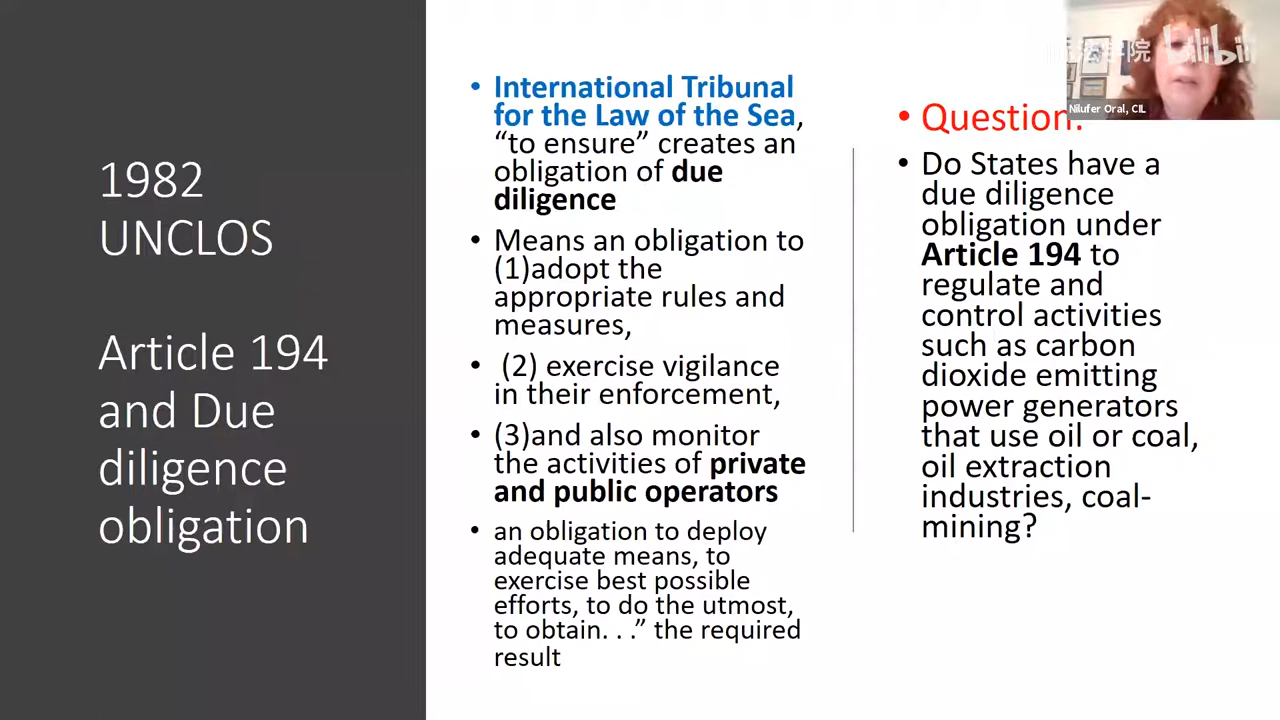 1982
UNCLOS
Article 194
and Due
diligence
obligation
• International Tribunal
for the Law of the Sea,
“to ensure” creates an
obligation of due
diligence
• Means an obligation to
(1)adopt the
appropriate rules and
measures,
• (2) exercise vigilance
in their enforcement,
• (3)and also monitor
the activities of private
and public operators
• an obligation to deploy
adequate means, to
exercise best possible
efforts, to do the utmost,
to obtain. . .” the required
result
• Question:
• Do States have a
due diligence
obligation under
Article 194 to
regulate and
control activities
such as carbon
dioxide emitting
power generators
that use oil or coal,
oil extraction
industries, coal-
mining?
学院 bilibili
Nilufer Oral, CIL